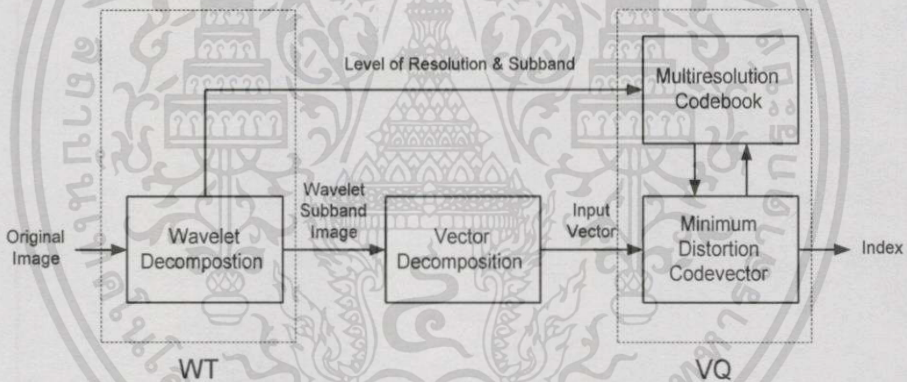 Level of Resolution & Subband
Multiresolution
Codebook
Original
Image
Wavelet
Decompostion
Wavelet
Subband
Image
Vector
Decomposition
Input
Vector
Minimum
Distortion
Codevector
Index
WT
VQ